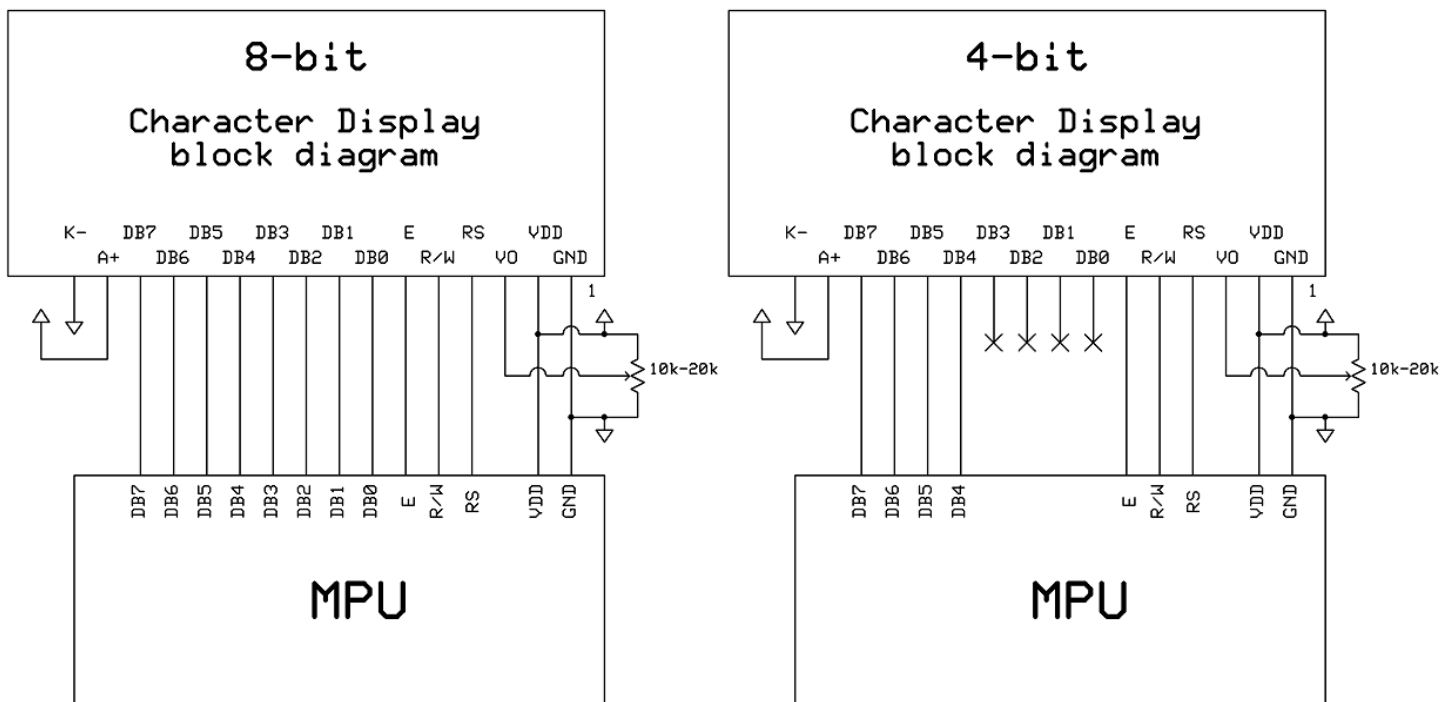 8-bit
Character Display
block diagram
K- DB7 DB5 DB3 DB1 E RS VDD
A+ DB6 DB4 DB2 DB0 R/W VO GND
1
10k-20k
DB7 DB6 DB5 DB4 DB3 DB2 DB1 DB0 E R/W RS VDD GND
MPU
4-bit
Character Display
block diagram
K- DB7 DB5 DB3 DB1 E RS VDD
A+ DB6 DB4 DB2 DB0 R/W VO GND
1
10k-20k
DB7 DB6 DB5 DB4 E R/W RS VDD GND
MPU